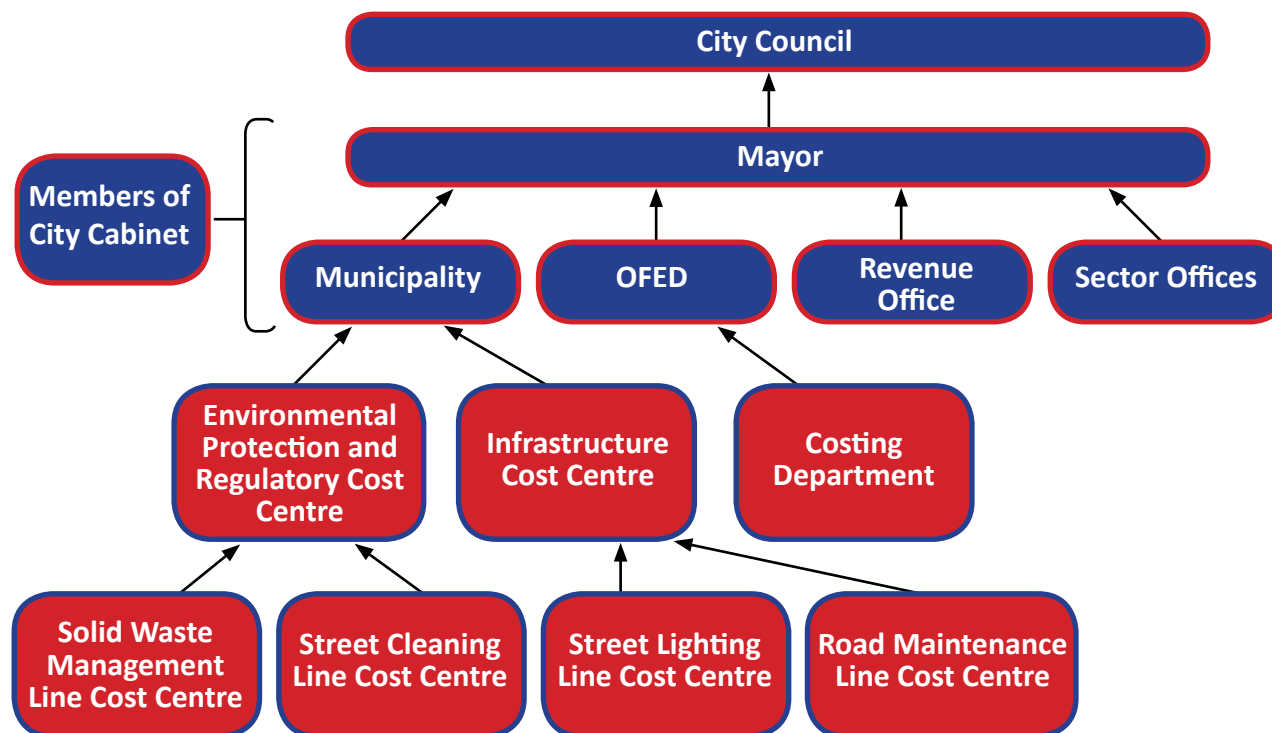 City Council
Mayor
Members of
City Cabinet
Municipality
OFED
Revenue
Office
Sector Offices
Environmental
Protection and
Regulatory Cost
Centre
Infrastructure
Cost Centre
Costing
Department
Solid Waste
Management
Line Cost Centre
Street Cleaning
Line Cost Centre
Street Lighting
Line Cost Centre
Road Maintenance
Line Cost Centre